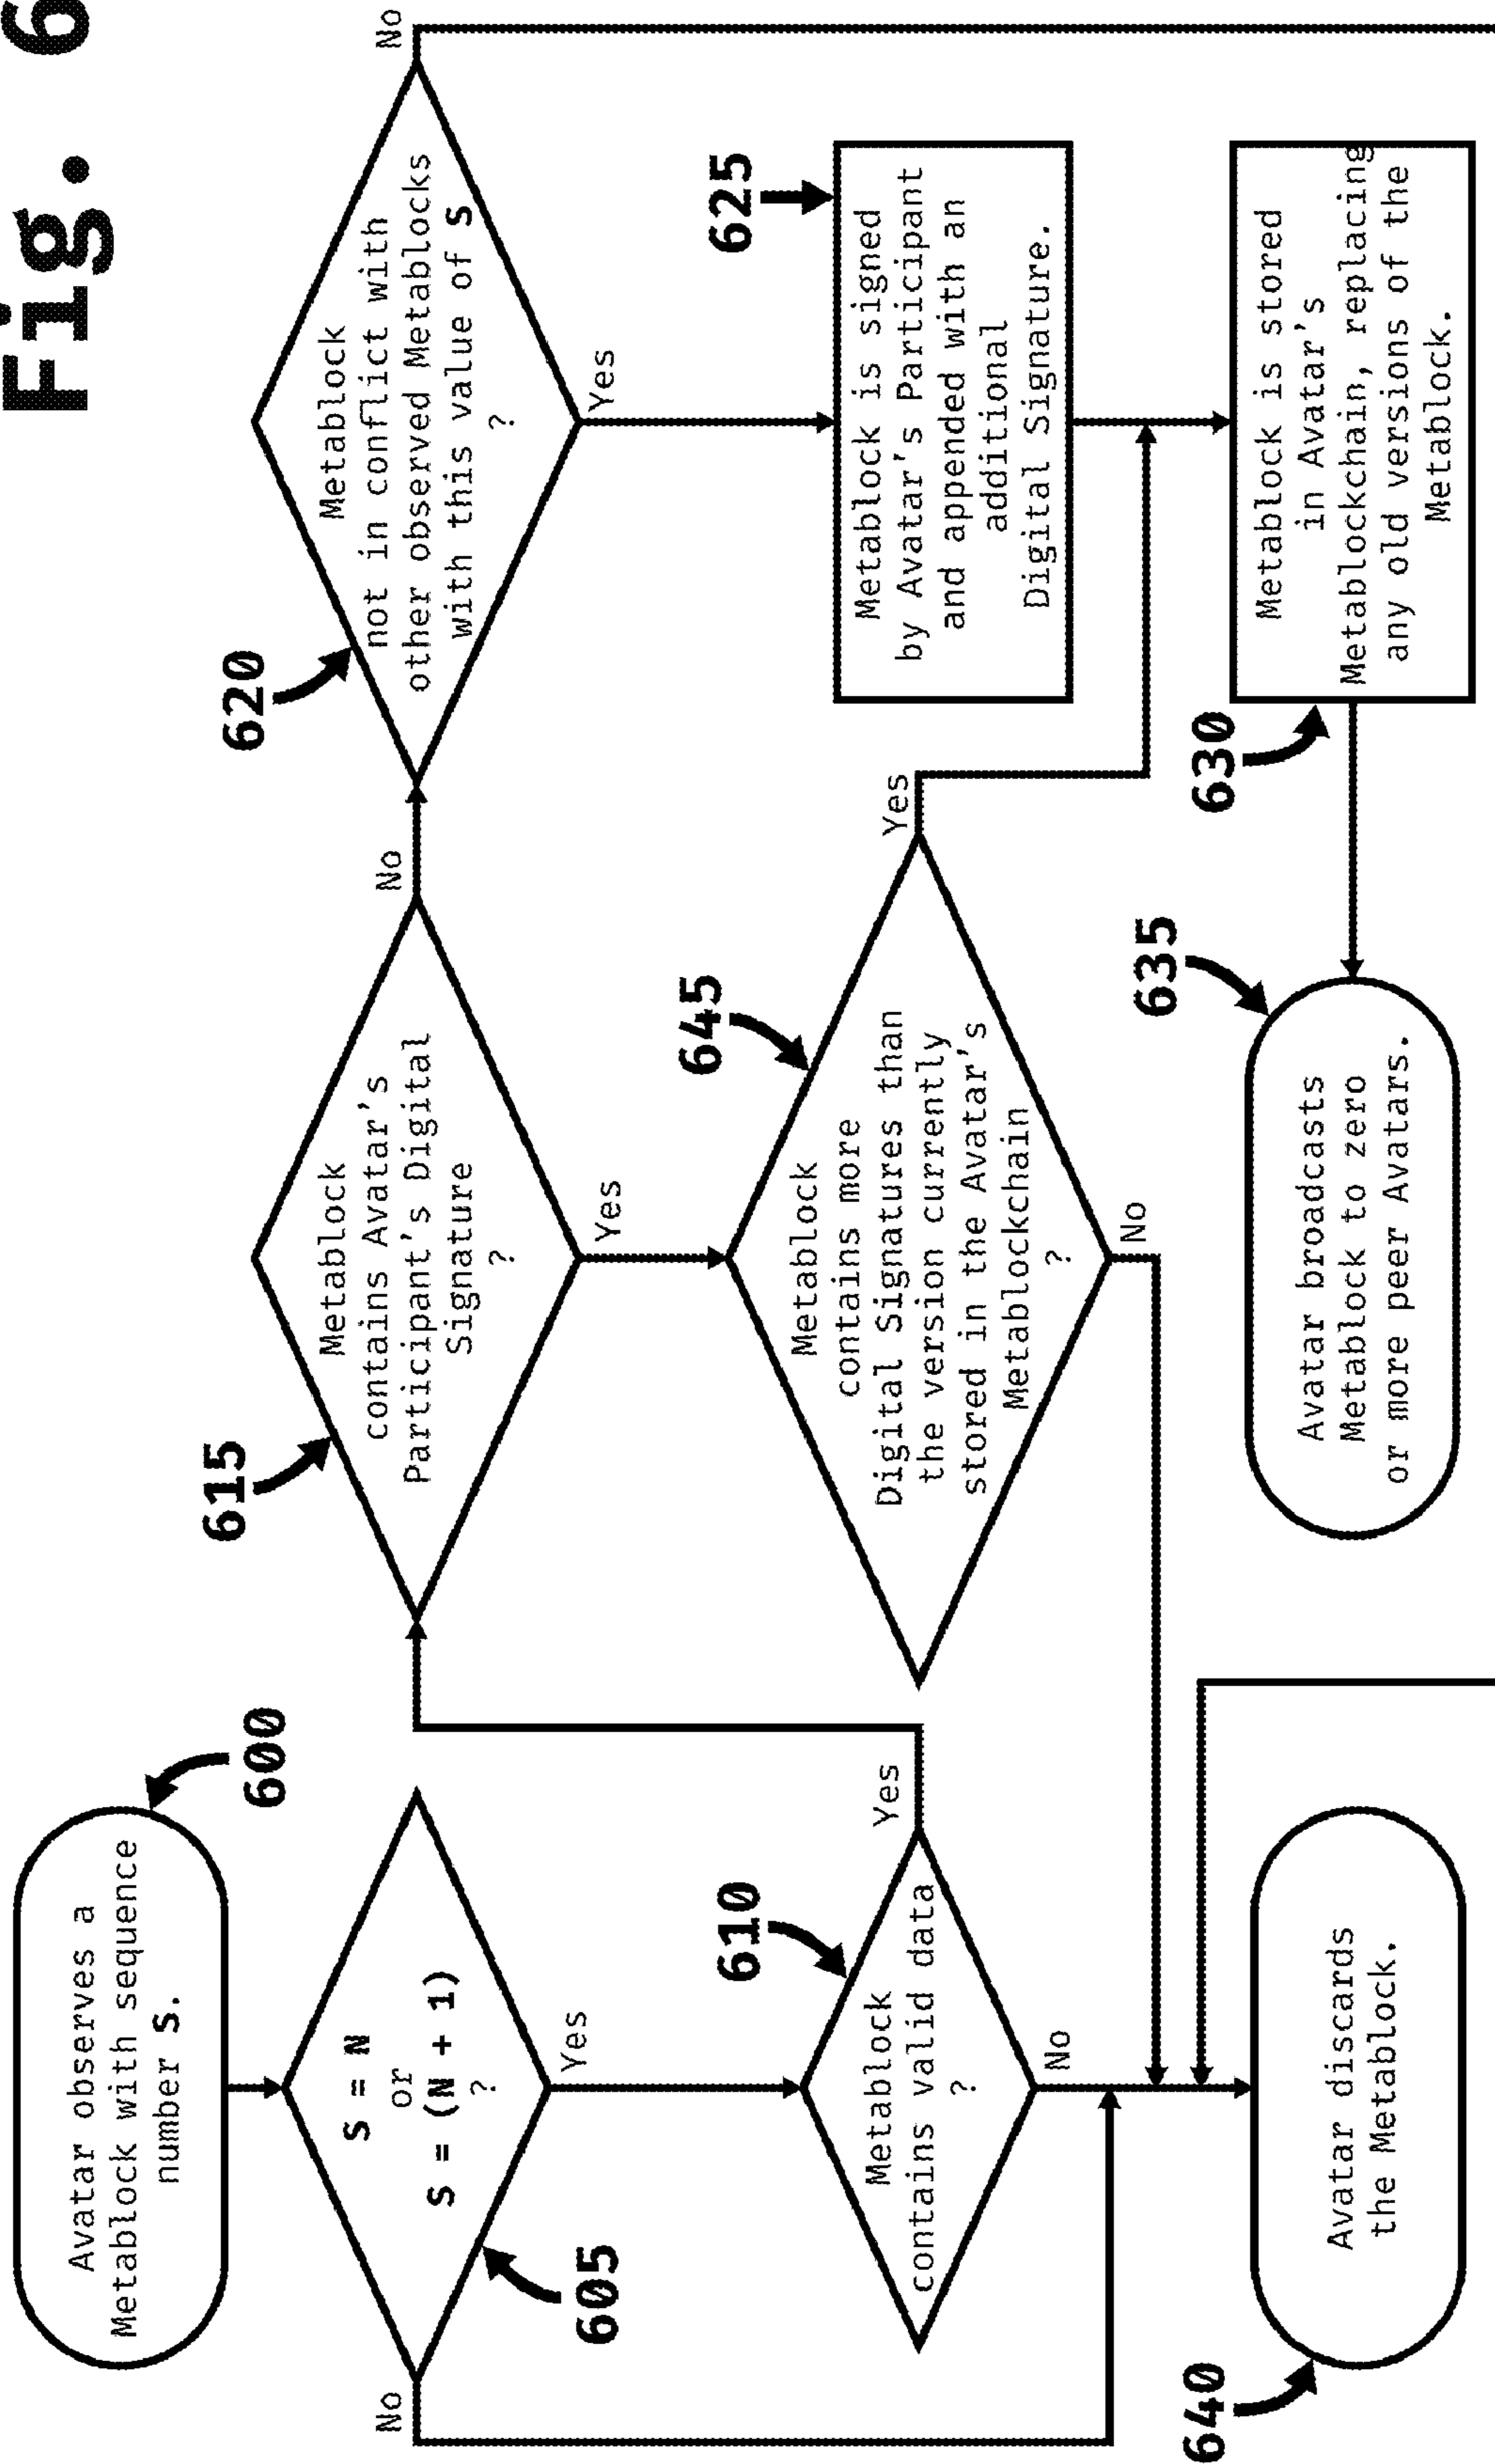 Fig. 6
600
Avatar observes a
Metablock with sequence
number S.
605
S = N
or
S = (N + 1)
?
No
Yes
610
Metablock
contains valid data
?
Yes
No
615
Metablock
contains Avatar's
Participant's Digital
Signature
?
No
Yes
620
Metablock
not in conflict with
other observed Metablocks
with this value of S
?
No
Yes
625
Metablock is signed
by Avatar's Participant
and appended with an
additional
Digital Signature.
645
Metablock
contains more
Digital Signatures than
the version currently
stored in the Avatar's
Metablockchain
?
Yes
No
630
Metablock is stored
in Avatar's
Metablockchain, replacing
any old versions of the
Metablock.
635
Avatar broadcasts
Metablock to zero
or more peer Avatars.
640
Avatar discards
the Metablock.